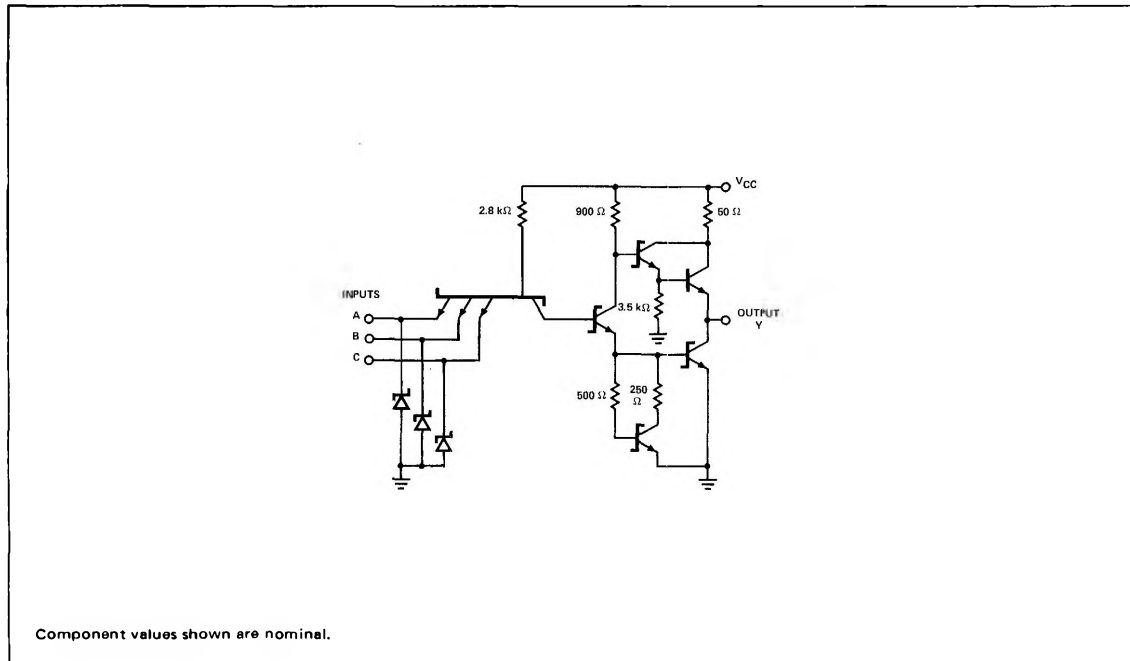 VCC
2.8 kΩ
900 Ω
50 Ω
INPUTS
A
B
C
3.5 kΩ
OUTPUT
Y
500 Ω
250
Ω
Component values shown are nominal.